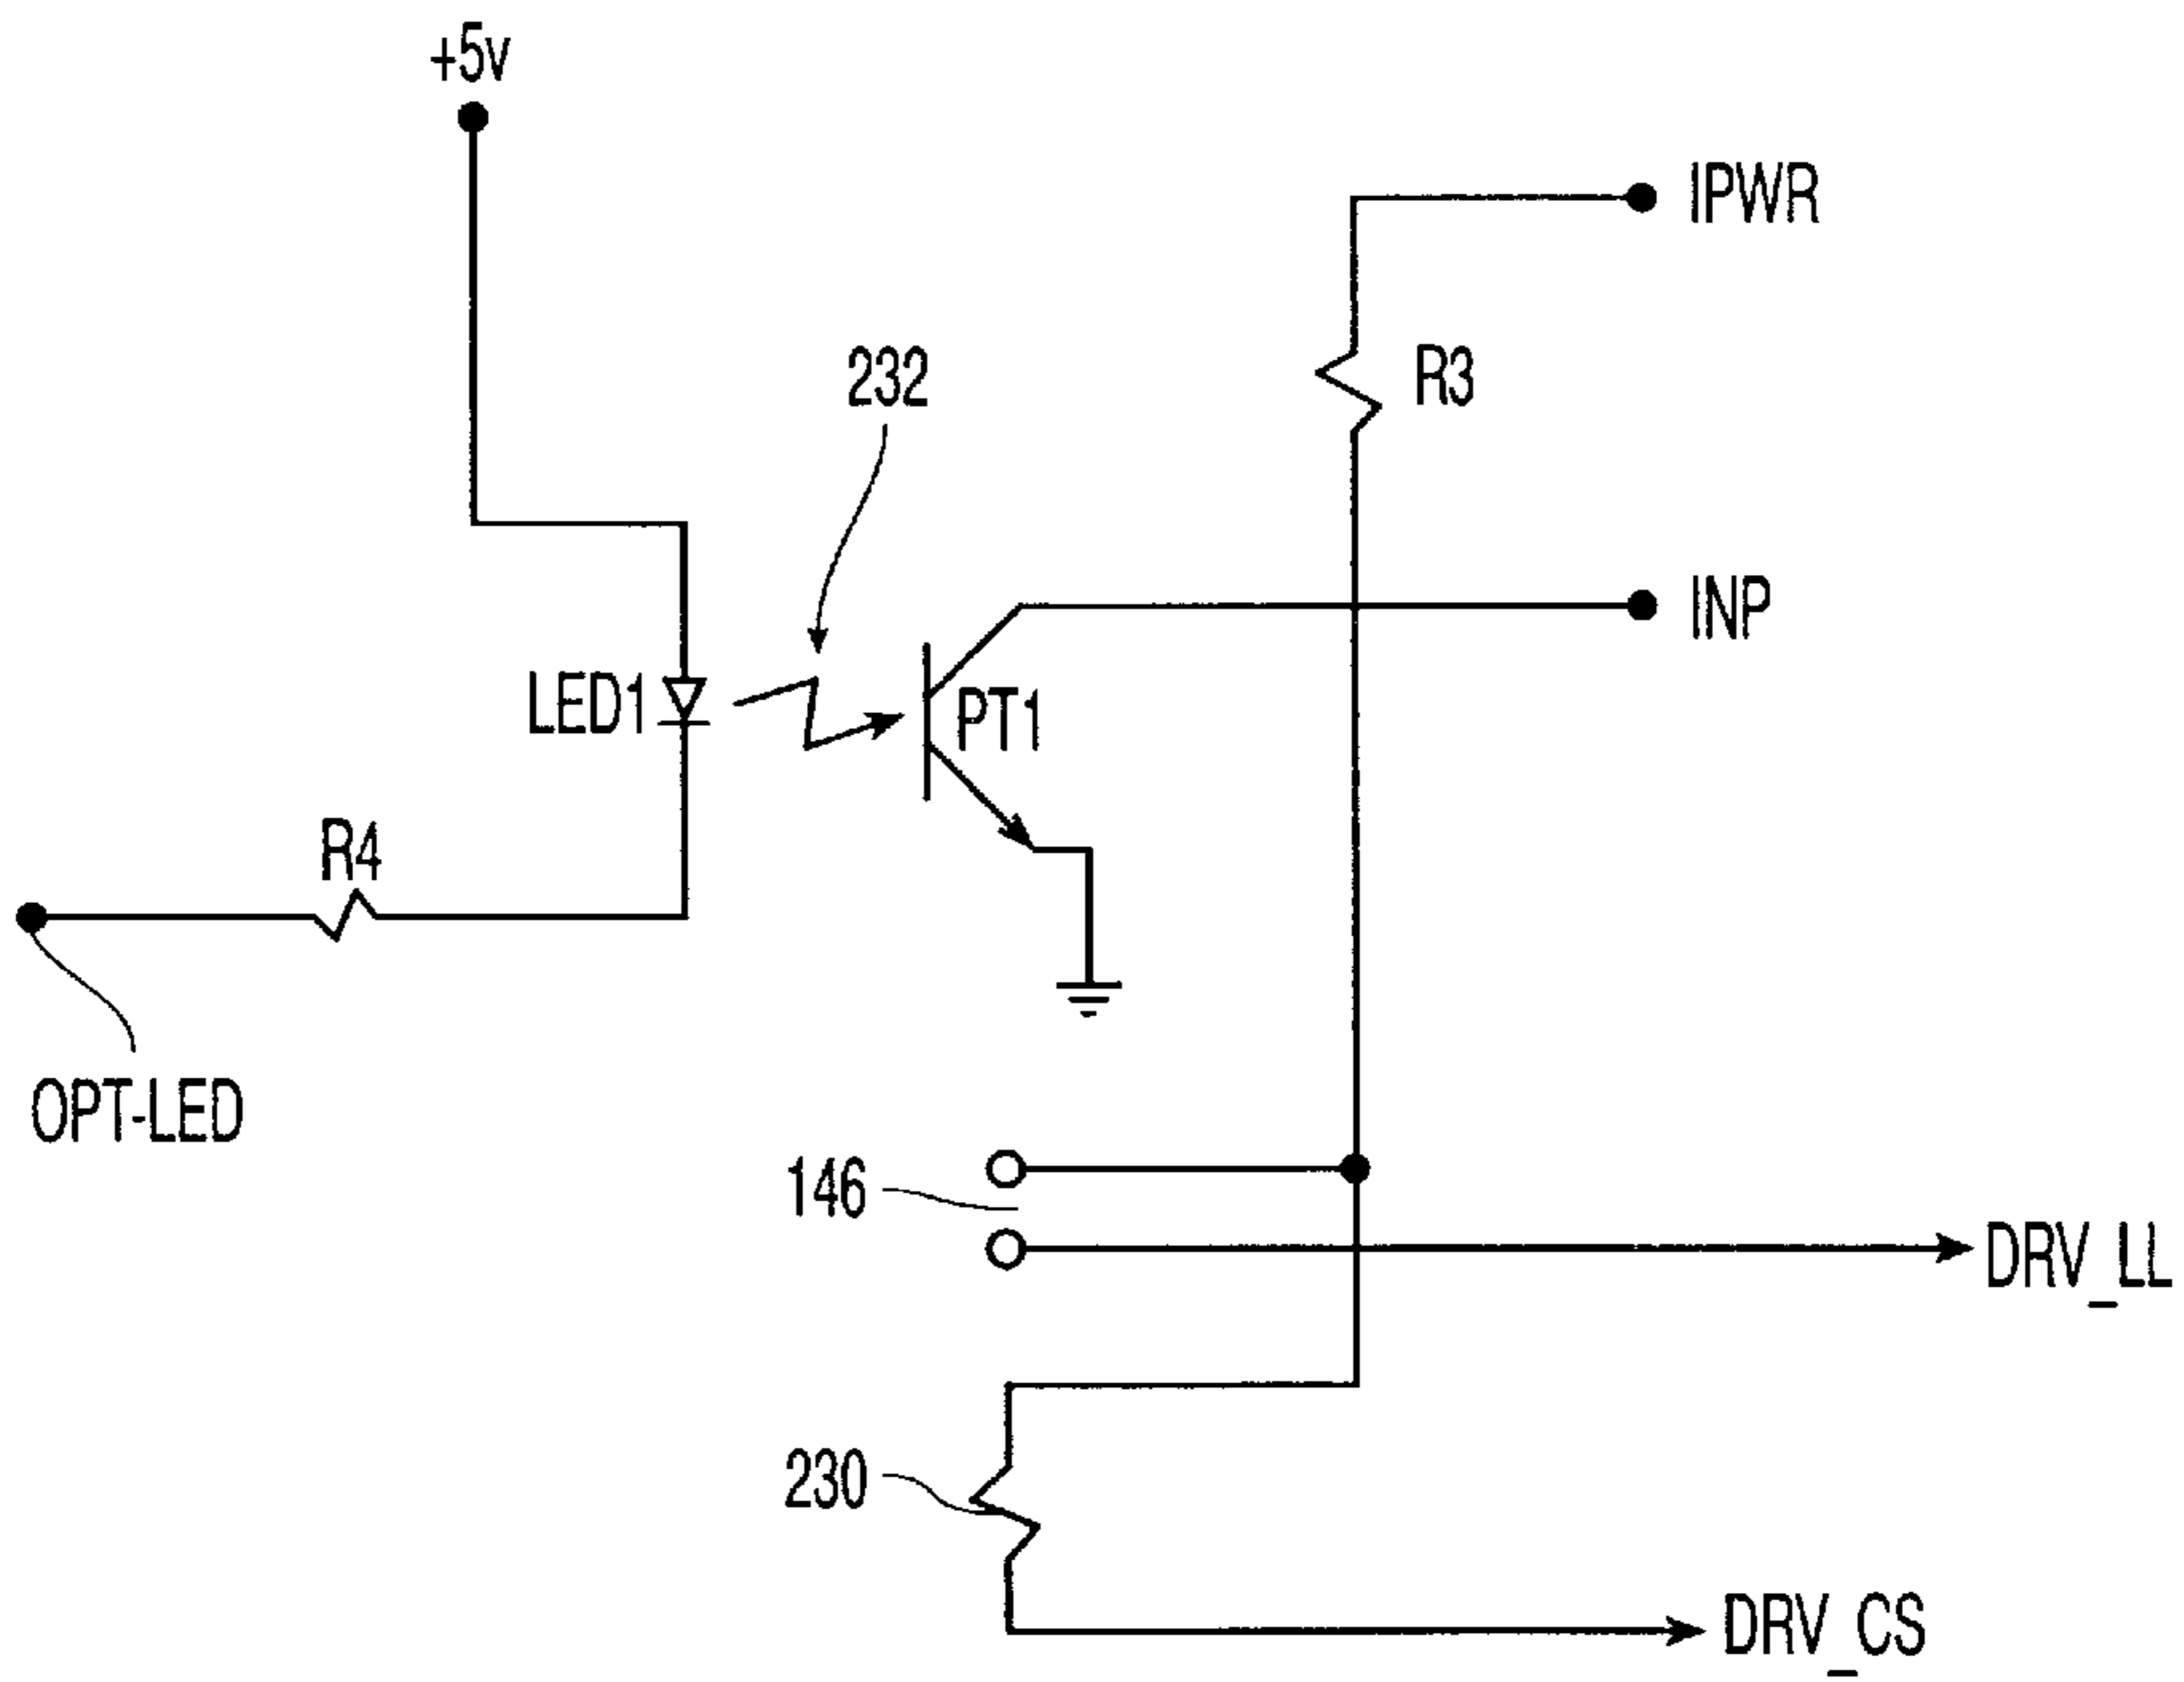 +5v
IPWR
232
R3
INP
LED1
PT1
R4
OPT-LED
146
DRV_LL
230
DRV_CS